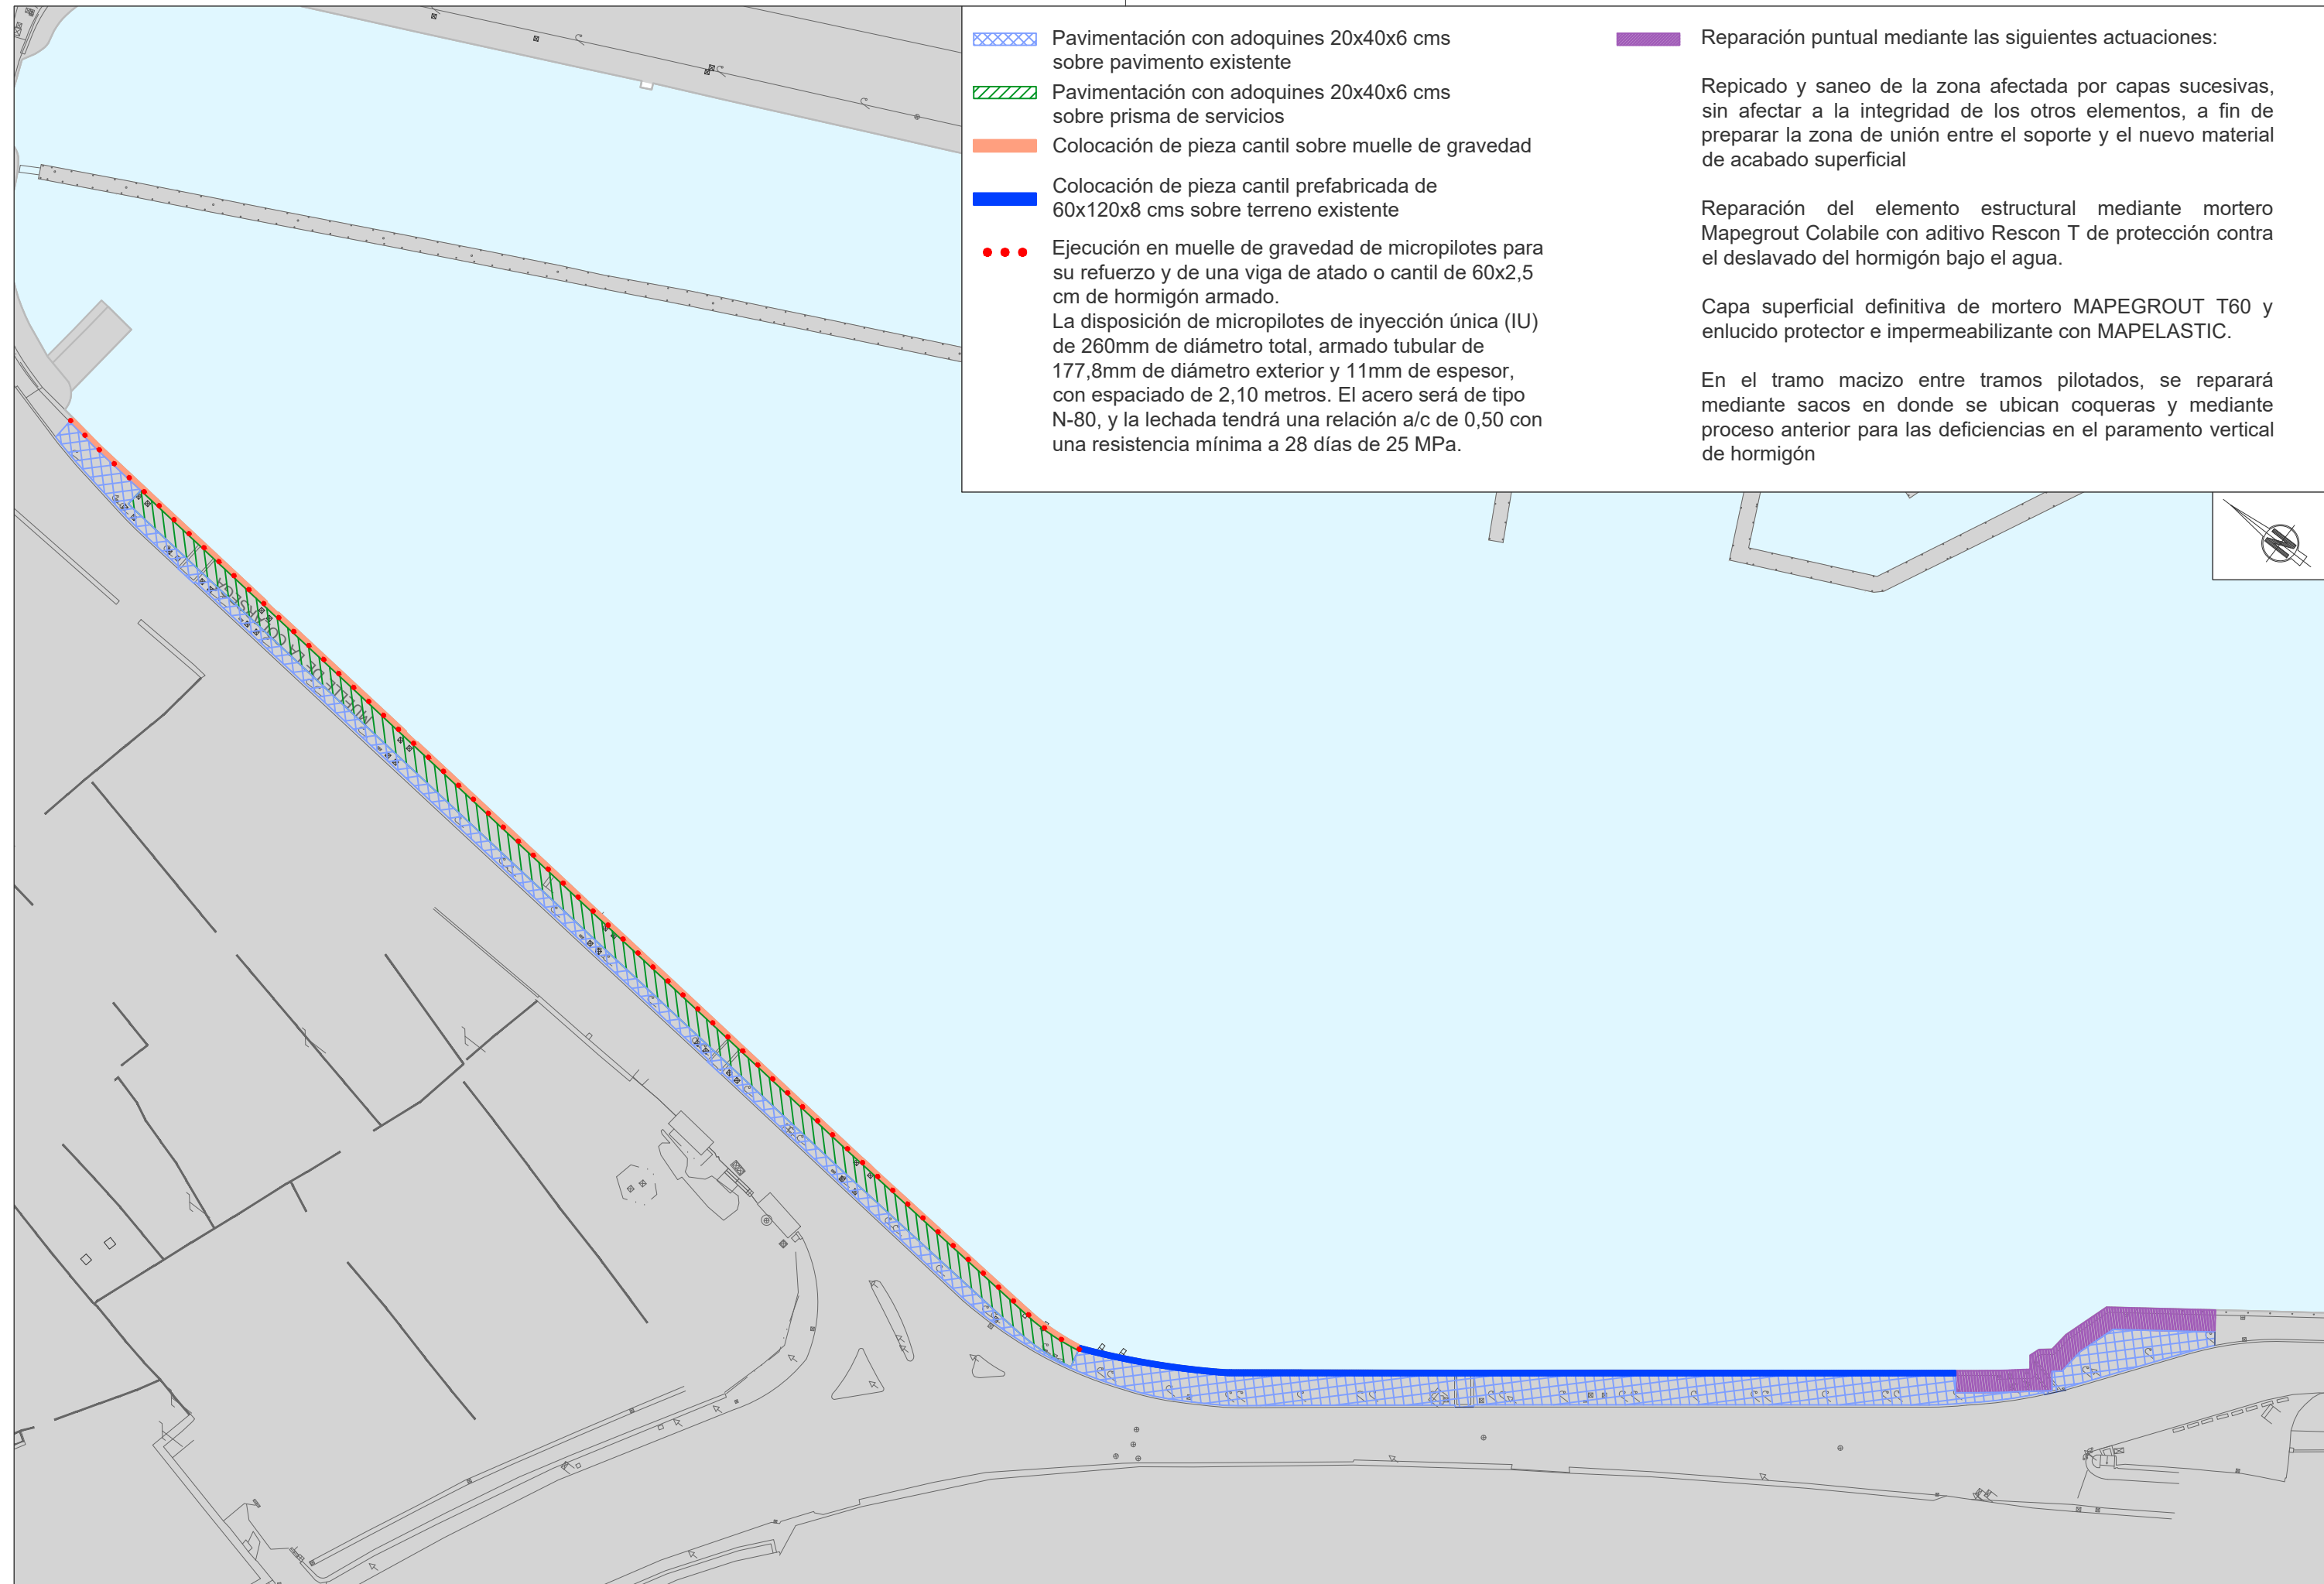 Pavimentación con adoquines 20x40x6 cms
sobre pavimento existente
Pavimentación con adoquines 20x40x6 cms
sobre prisma de servicios
Colocación de pieza cantil sobre muelle de gravedad
Colocación de pieza cantil prefabricada de
60x120x8 cms sobre terreno existente
Ejecución en muelle de gravedad de micropilotes para
su refuerzo y de una viga de atado o cantil de 60x2,5
cm de hormigón armado.
La disposición de micropilotes de inyección única (IU)
de 260mm de diámetro total, armado tubular de
177,8mm de diámetro exterior y 11mm de espesor,
con espaciado de 2,10 metros. El acero será de tipo
N-80, y la lechada tendrá una relación a/c de 0,50 con
una resistencia mínima a 28 días de 25 MPa.
Reparación puntual mediante las siguientes actuaciones:
Repicado y saneo de la zona afectada por capas sucesivas,
sin afectar a la integridad de los otros elementos, a fin de
preparar la zona de unión entre el soporte y el nuevo material
de acabado superficial
Reparación del elemento estructural mediante mortero
Mapegrout Colabile con aditivo Rescon T de protección contra
el deslavado del hormigón bajo el agua.
Capa superficial definitiva de mortero MAPEGROUT T60 y
enlucido protector e impermeabilizante con MAPELASTIC.
En el tramo macizo entre tramos pilotados, se reparará
mediante sacos en donde se ubican coqueras y mediante
proceso anterior para las deficiencias en el paramento vertical
de hormigón
N
MUELLE DE LA